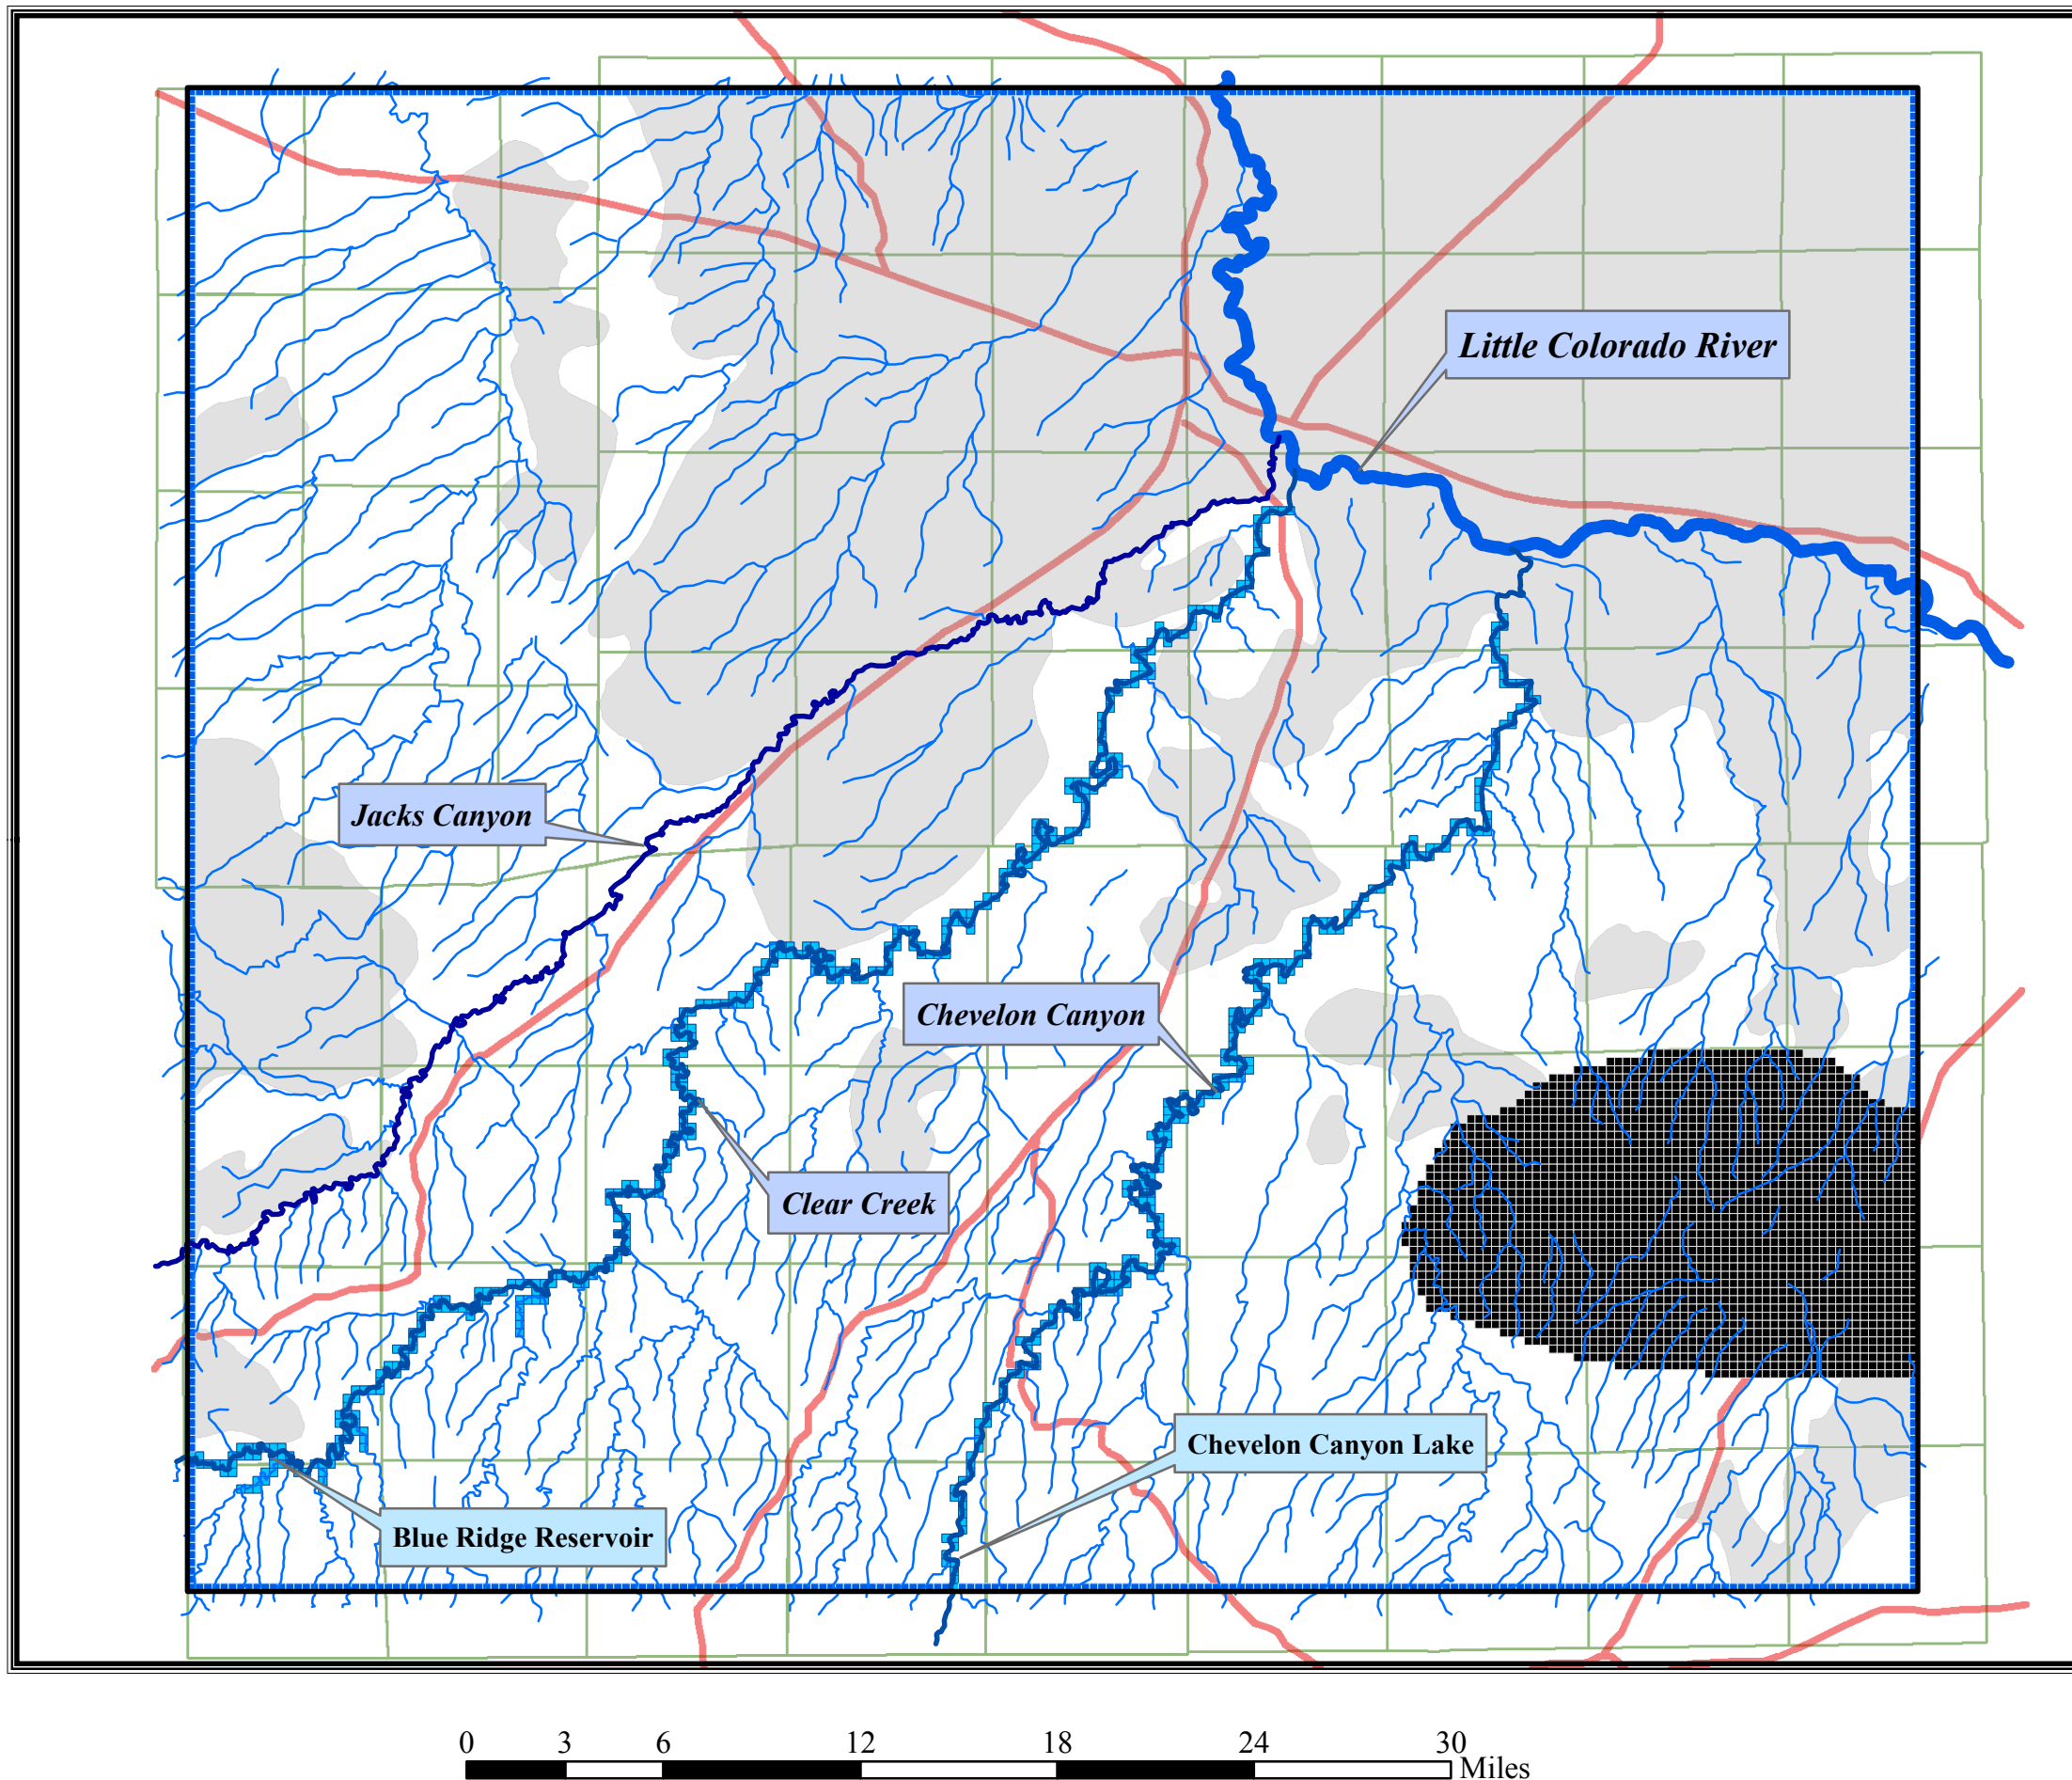 Little Colorado River
Jacks Canyon
Chevelon Canyon
Clear Creek
Chevelon Canyon Lake
Blue Ridge Reservoir
0 3 6 12 18 24 30
Miles